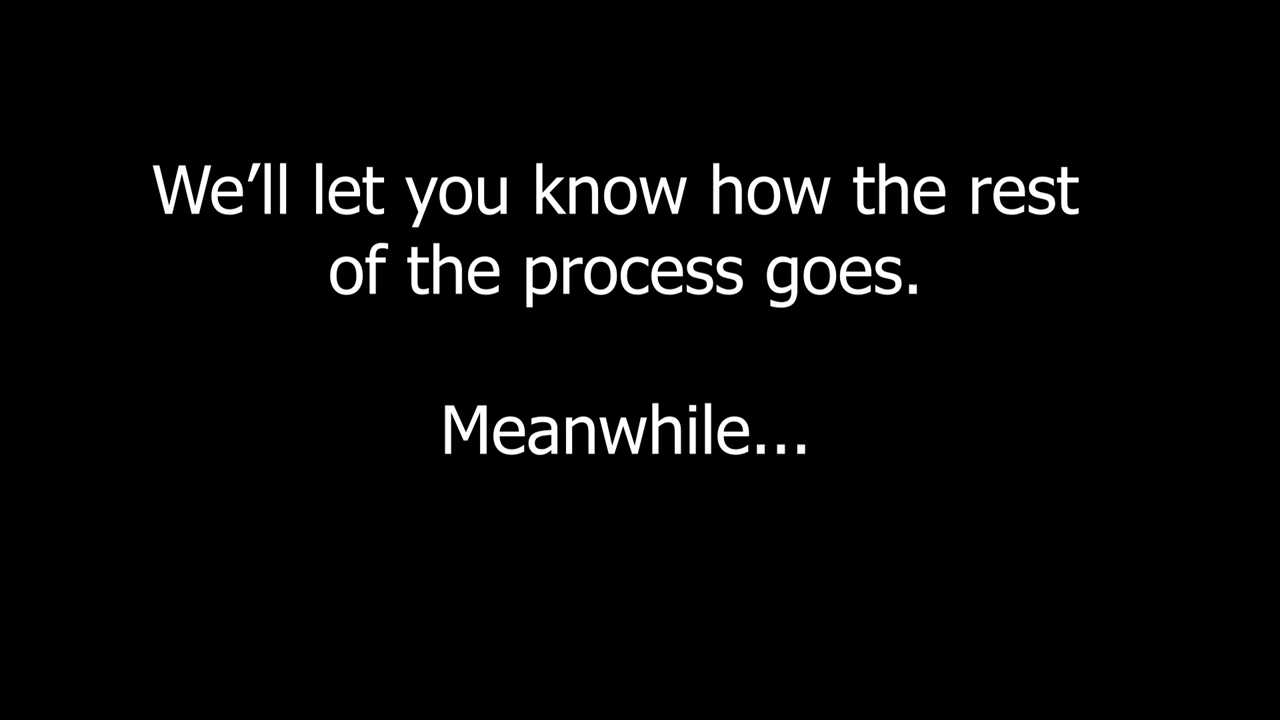 We’ll let you know how the rest
of the process goes.
Meanwhile...